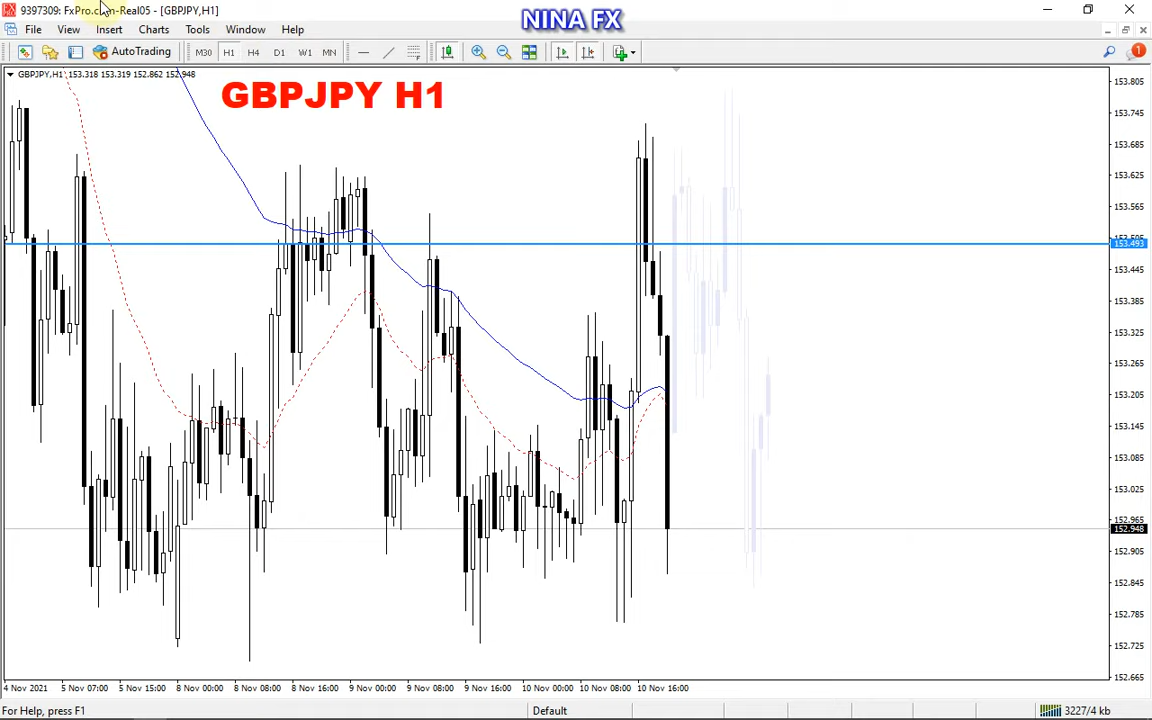 9397309: FxPro.c m-Real05 - [GBPJPY,H1]
NINA FX
File View Insert Charts Tools Window Help
AutoTrading M30 H1 H4 D1 W1 MN 1
GBPJPY,H1 153.318 153.319 152.862 152.948
GBPJPY H1
153.805
153.745
153.685
153.625
153.565
153.493
153.445
153.385
153.325
153.265
153.205
153.145
153.085
153.025
152.965
152.948
152.905
152.845
152.785
152.725
152.665
4 Nov 2021 5 Nov 07:00 5 Nov 15:00 8 Nov 00:00 8 Nov 08:00 8 Nov 16:00 9 Nov 00:00 9 Nov 08:00 9 Nov 16:00 10 Nov 00:00 10 Nov 08:00 10 Nov 16:00
For Help, press F1 Default 3227/4 kb